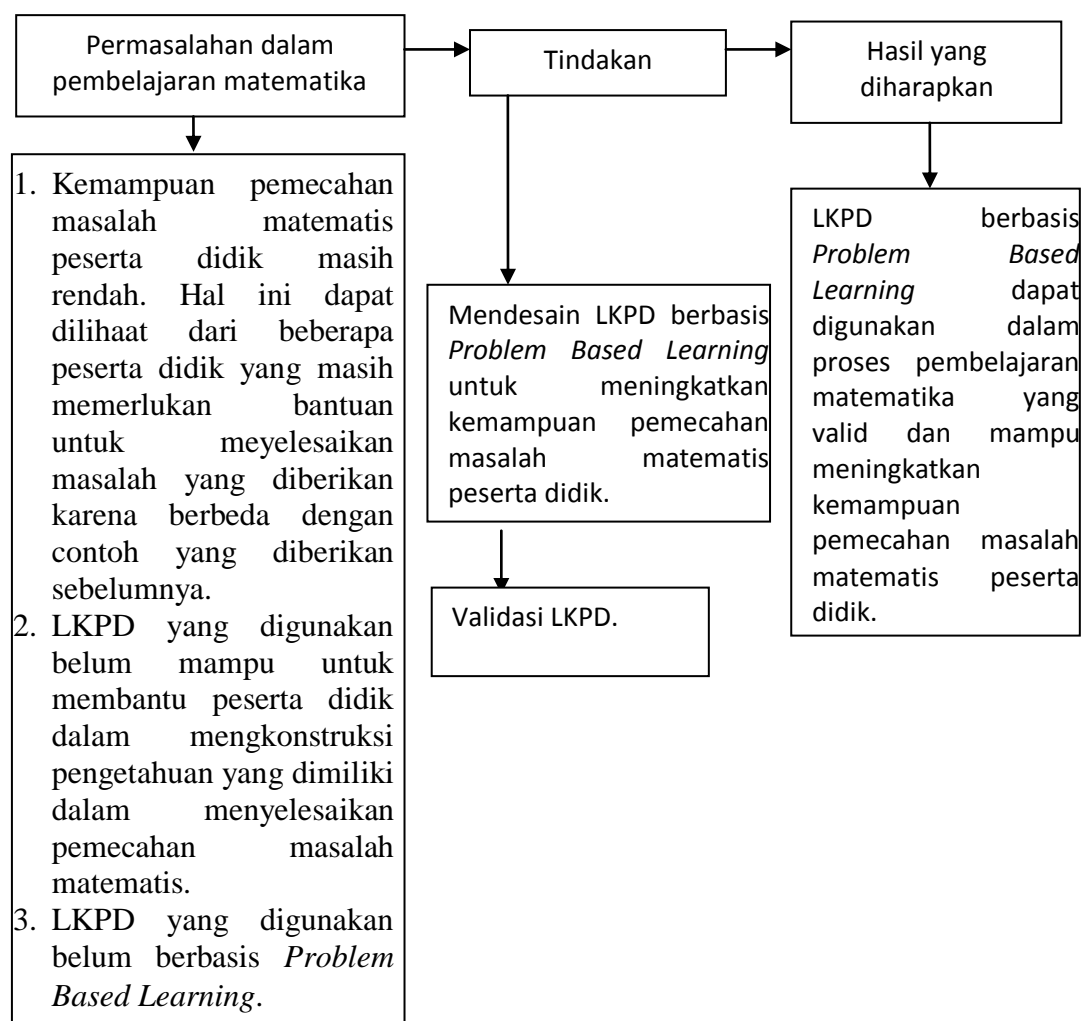 Permasalahan dalam
pembelajaran matematika
Tindakan
Hasil yang
diharapkan
1. Kemampuan pemecahan
masalah matematis
peserta didik masih
rendah. Hal ini dapat
dilihaat dari beberapa
peserta didik yang masih
memerlukan bantuan
untuk meyelesaikan
masalah yang diberikan
karena berbeda dengan
contoh yang diberikan
sebelumnya.
2. LKPD yang digunakan
belum mampu untuk
membantu peserta didik
dalam mengkonstruksi
pengetahuan yang dimiliki
dalam menyelesaikan
pemecahan masalah
matematis.
3. LKPD yang digunakan
belum berbasis Problem
Based Learning.
Mendesain LKPD berbasis
Problem Based Learning
untuk meningkatkan
kemampuan pemecahan
masalah matematis
peserta didik.
Validasi LKPD.
LKPD berbasis
Problem Based
Learning dapat
digunakan dalam
proses pembelajaran
matematika yang
valid dan mampu
meningkatkan
kemampuan
pemecahan masalah
matematis peserta
didik.